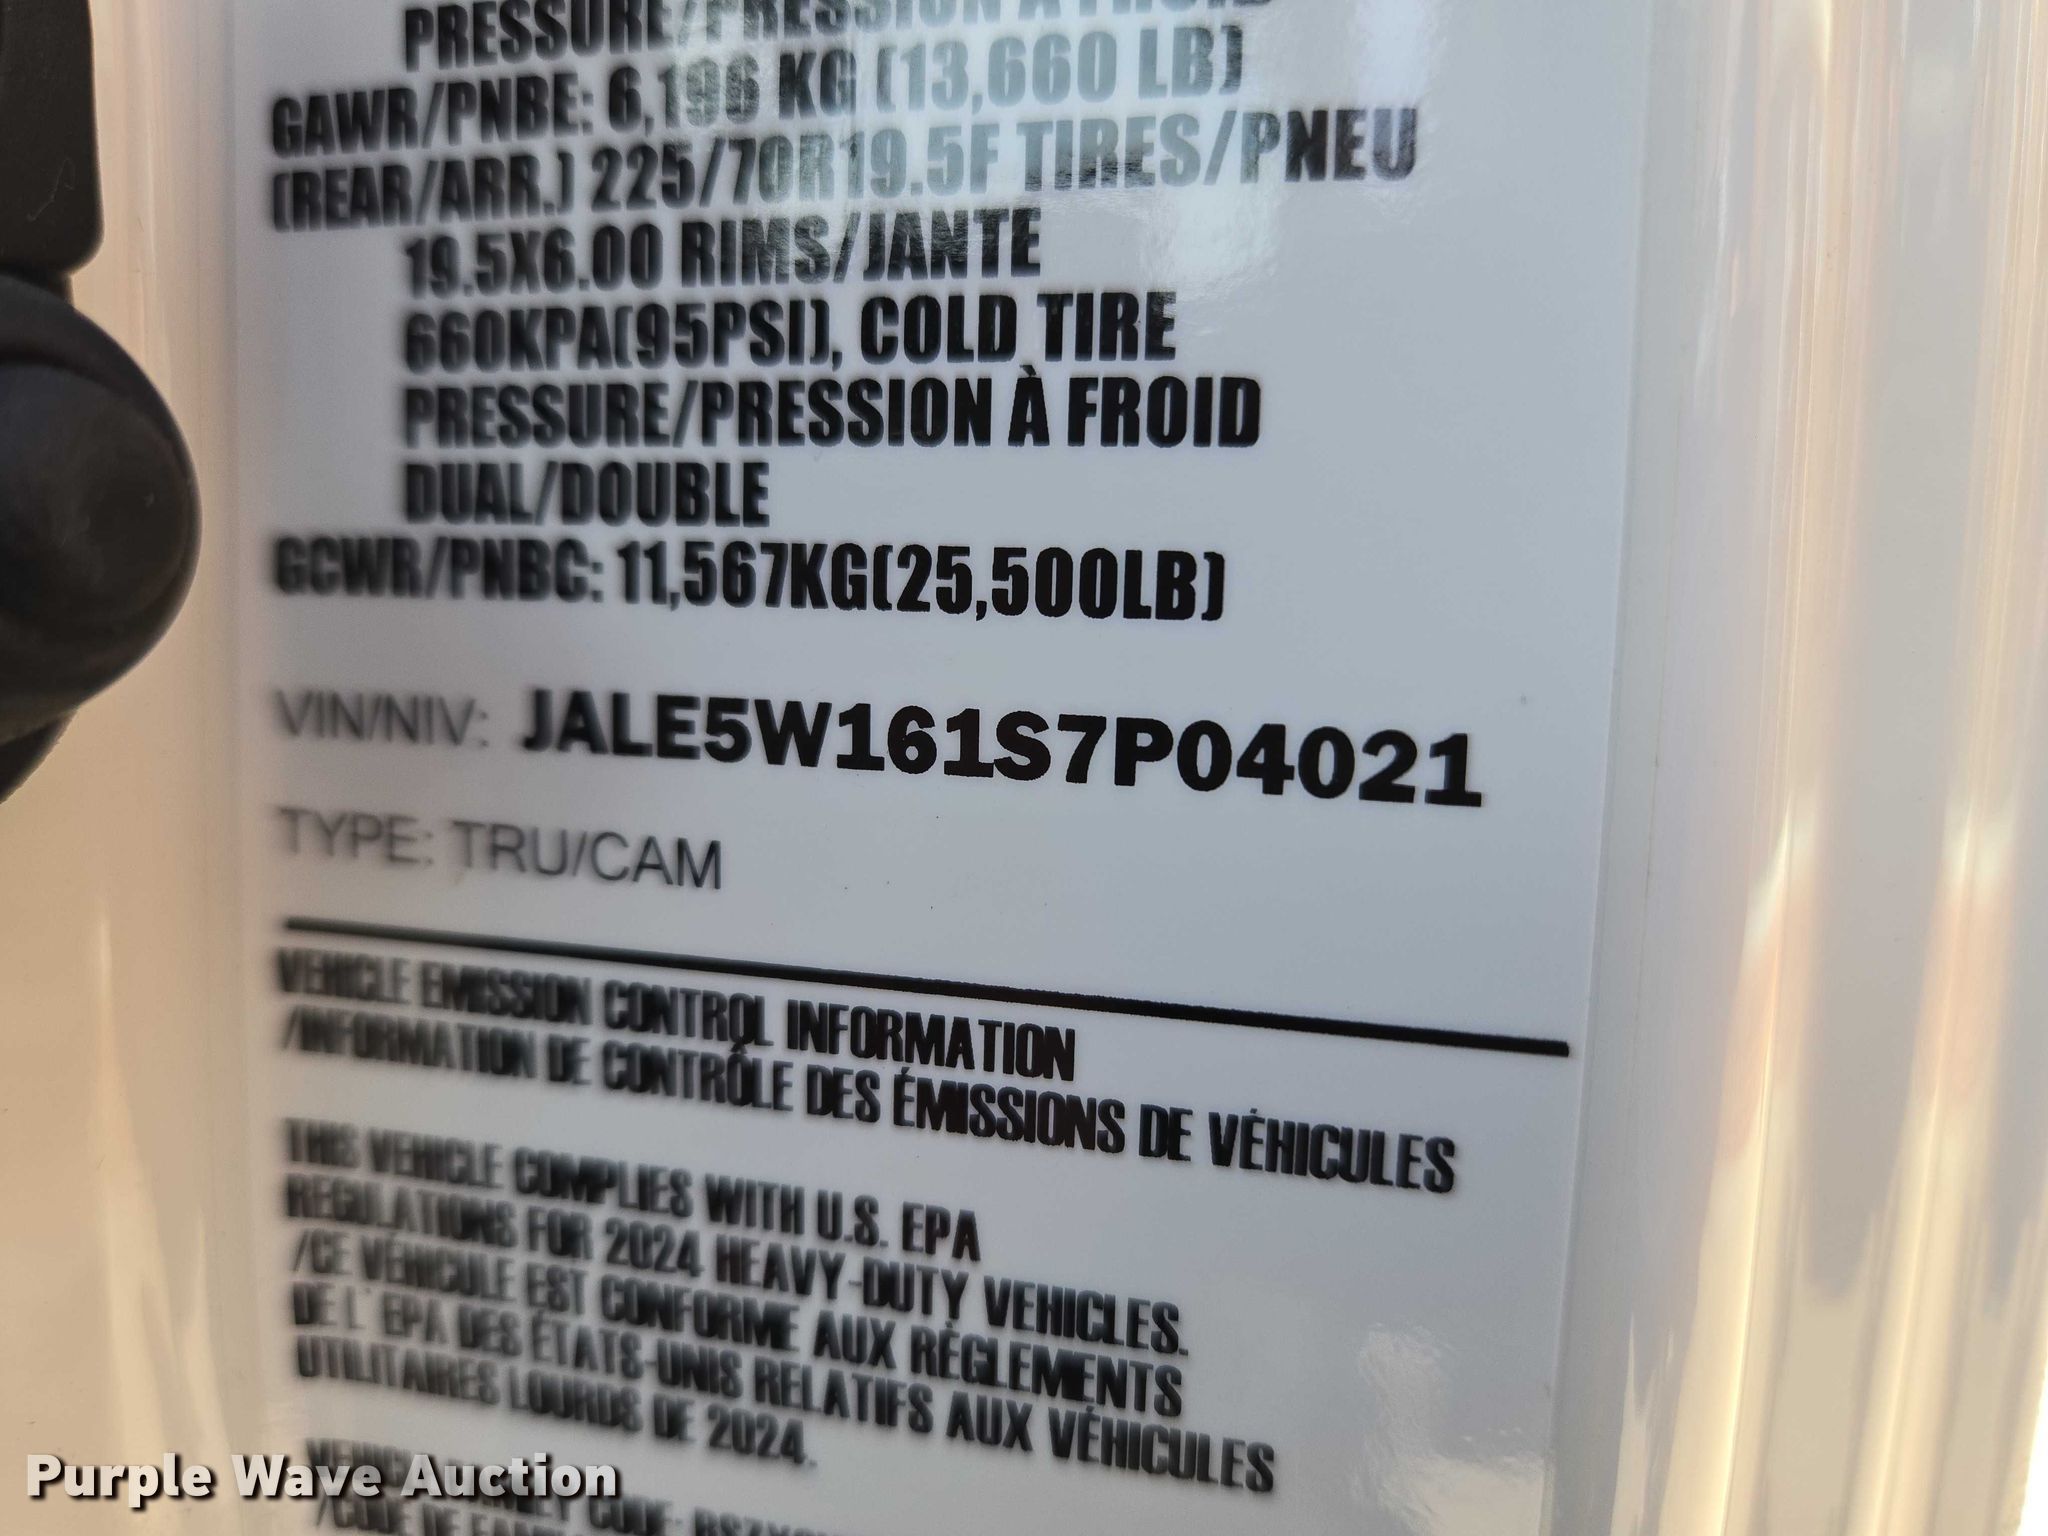 PRESSURE/PRESSION À FROID
GAWR/PNBE: 6,196 KG (13,660 LB)
(REAR/ARR.) 225/70R19.5F TIRES/PNEU
19.5X6.00 RIMS/JANTE
660KPA(95PSI), COLD TIRE
PRESSURE/PRESSION À FROID
DUAL/DOUBLE
GCWR/PNBC: 11,567KG(25,500LB)
VIN/NIV: JALE5W161S7P04021
TYPE: TRU/CAM
VEHICLE EMISSION CONTROL INFORMATION
/INFORMATION DE CONTRÔLE DES ÉMISSIONS DE VÉHICULES
THIS VEHICLE COMPLIES WITH U.S. EPA
REGULATIONS FOR 2024 HEAVY-DUTY VEHICLES.
/CE VÉHICULE EST CONFORME AUX RÈGLEMENTS
DE L'EPA DES ÉTATS-UNIS RELATIFS AUX VÉHICULES
UTILITAIRES LOURDS DE 2024.
CODE:
/CODE DE
Purple Wave Auction